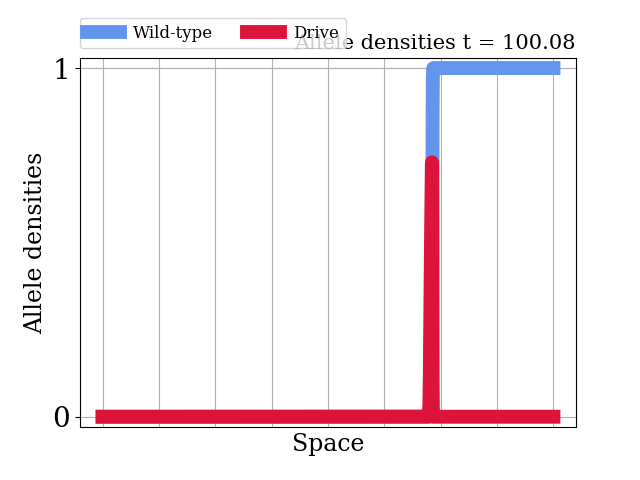 Wild-type Drive
Allele densities t = 100.08
1
Allele densities
0
Space